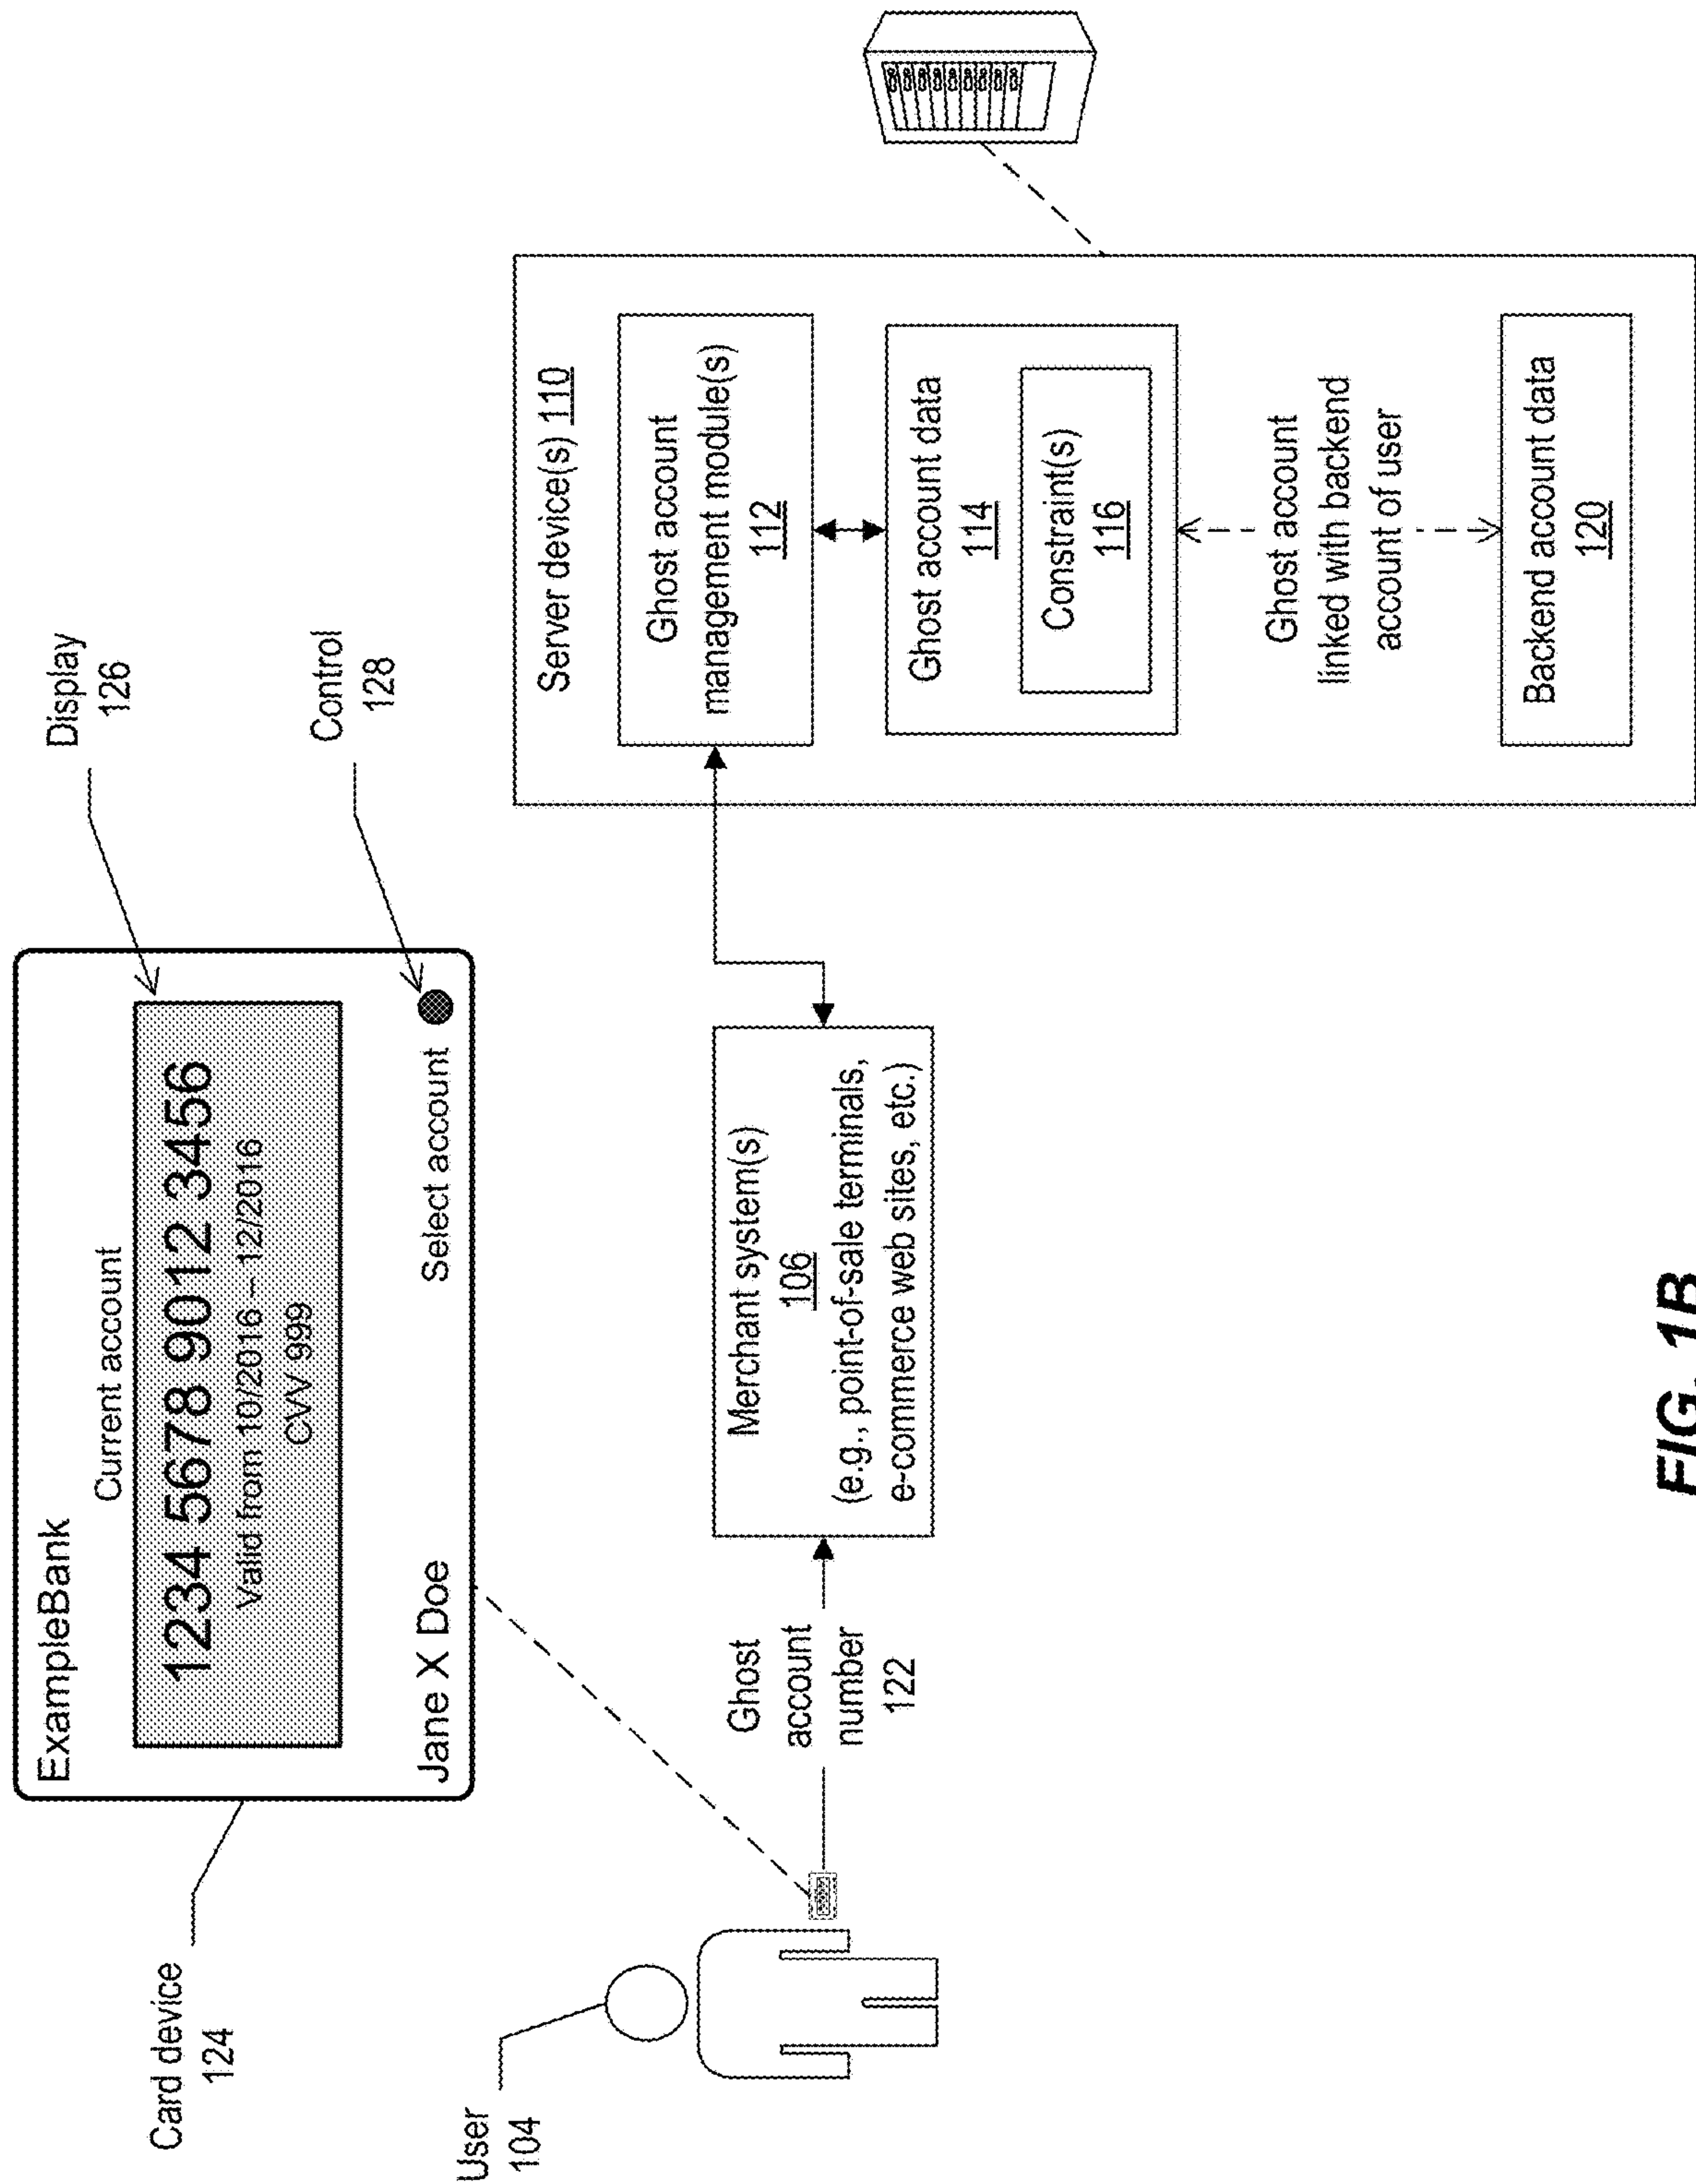 ExampleBank
Current account
1234 5678 9012 3456
Valid from 10/2016 – 12/2016
CVV 999
Jane X Doe
Select account
Display
126
Control
128
Card device
124
User
104
Ghost
account
number
122
Merchant system(s)
106
(e.g., point-of-sale terminals,
e-commerce web sites, etc.)
Server device(s) 110
Ghost account
management module(s)
112
Ghost account data
114
Constraint(s)
116
Ghost account
linked with backend
account of user
Backend account data
120
FIG. 1B